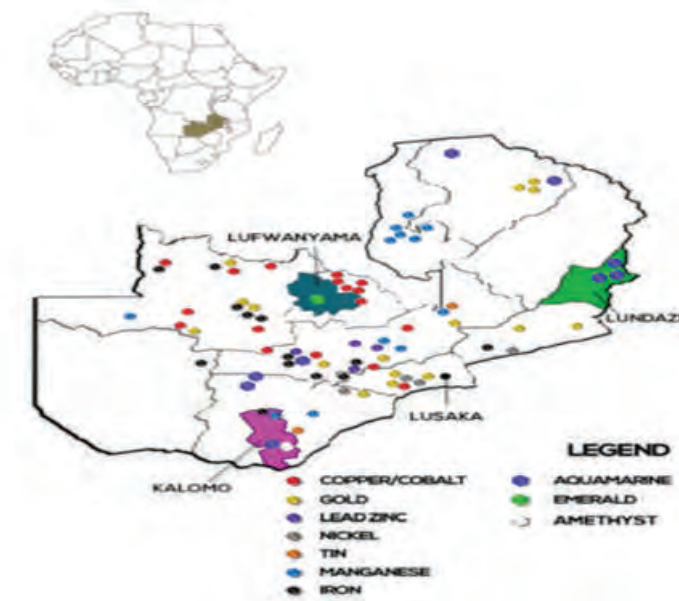 LUFWANYAMA
LUNDAZI
LUSAKA
KALOMO
LEGEND
COPPER/COBALT
GOLD
LEAD ZINC
NICKEL
TIN
MANGANESE
IRON
AQUAMARINE
EMERALD
AMETHYST